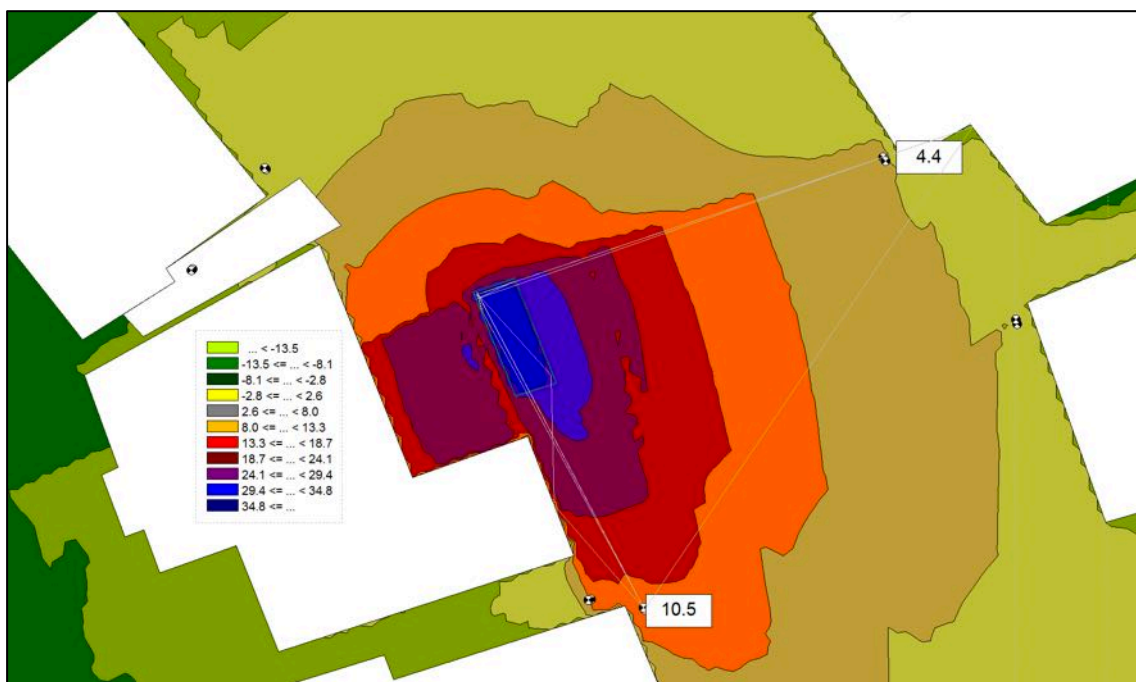 4.4
... < -13.5
-13.5 <= ... < -8.1
-8.1 <= ... < -2.8
-2.8 <= ... < 2.6
2.6 <= ... < 8.0
8.0 <= ... < 13.3
13.3 <= ... < 18.7
18.7 <= ... < 24.1
24.1 <= ... < 29.4
29.4 <= ... < 34.8
34.8 <= ...
10.5